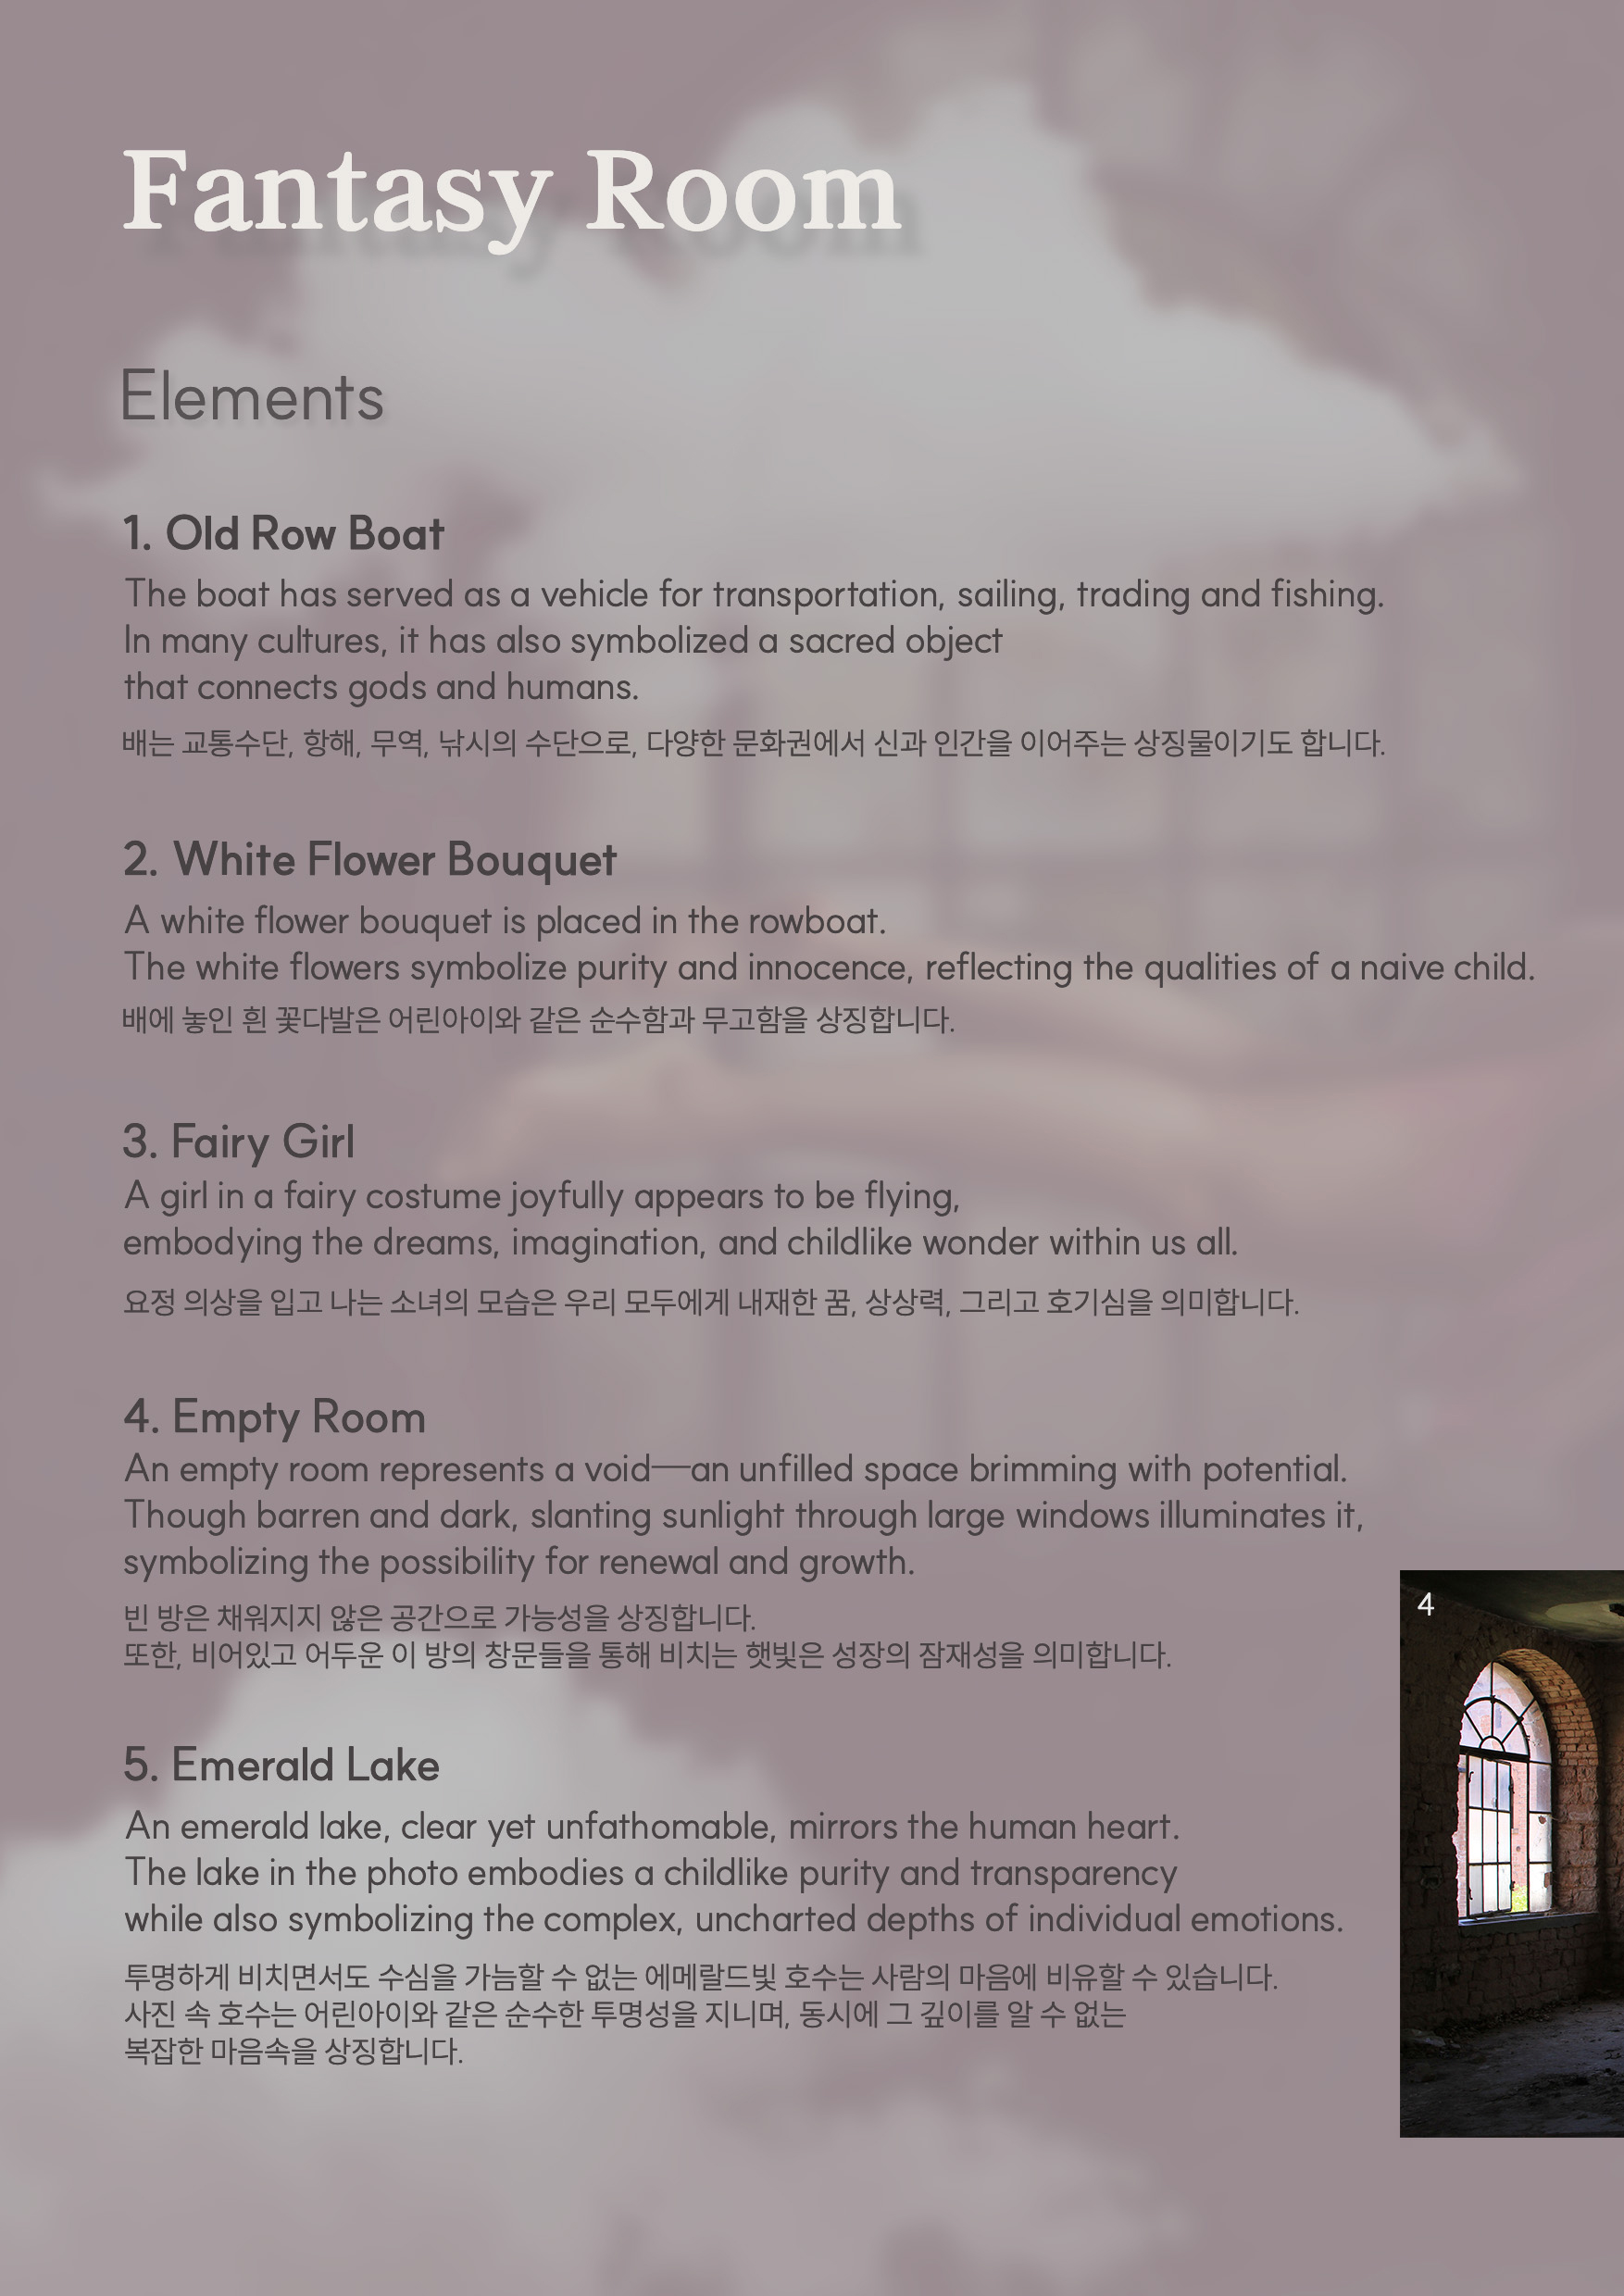 Fantasy Room
Elements
1. Old Row Boat
The boat has served as a vehicle for transportation, sailing, trading and fishing.
In many cultures, it has also symbolized a sacred object
that connects gods and humans.
배는 교통수단, 항해, 무역, 낚시의 수단으로, 다양한 문화권에서 신과 인간을 이어주는 상징물이기도 합니다.
2. White Flower Bouquet
A white flower bouquet is placed in the rowboat.
The white flowers symbolize purity and innocence, reflecting the qualities of a naive child.
배에 놓인 흰 꽃다발은 어린아이와 같은 순수함과 무고함을 상징합니다.
3. Fairy Girl
A girl in a fairy costume joyfully appears to be flying,
embodying the dreams, imagination, and childlike wonder within us all.
요정 의상을 입고 나는 소녀의 모습은 우리 모두에게 내재한 꿈, 상상력, 그리고 호기심을 의미합니다.
4. Empty Room
An empty room represents a void—an unfilled space brimming with potential.
Though barren and dark, slanting sunlight through large windows illuminates it,
symbolizing the possibility for renewal and growth.
빈 방은 채워지지 않은 공간으로 가능성을 상징합니다.
또한, 비어있고 어두운 이 방의 창문들을 통해 비치는 햇빛은 성장의 잠재성을 의미합니다.
4
5. Emerald Lake
An emerald lake, clear yet unfathomable, mirrors the human heart.
The lake in the photo embodies a childlike purity and transparency
while also symbolizing the complex, uncharted depths of individual emotions.
투명하게 비치면서도 수심을 가늠할 수 없는 에메랄드빛 호수는 사람의 마음에 비유할 수 있습니다.
사진 속 호수는 어린아이와 같은 순수한 투명성을 지니며, 동시에 그 깊이를 알 수 없는
복잡한 마음속을 상징합니다.